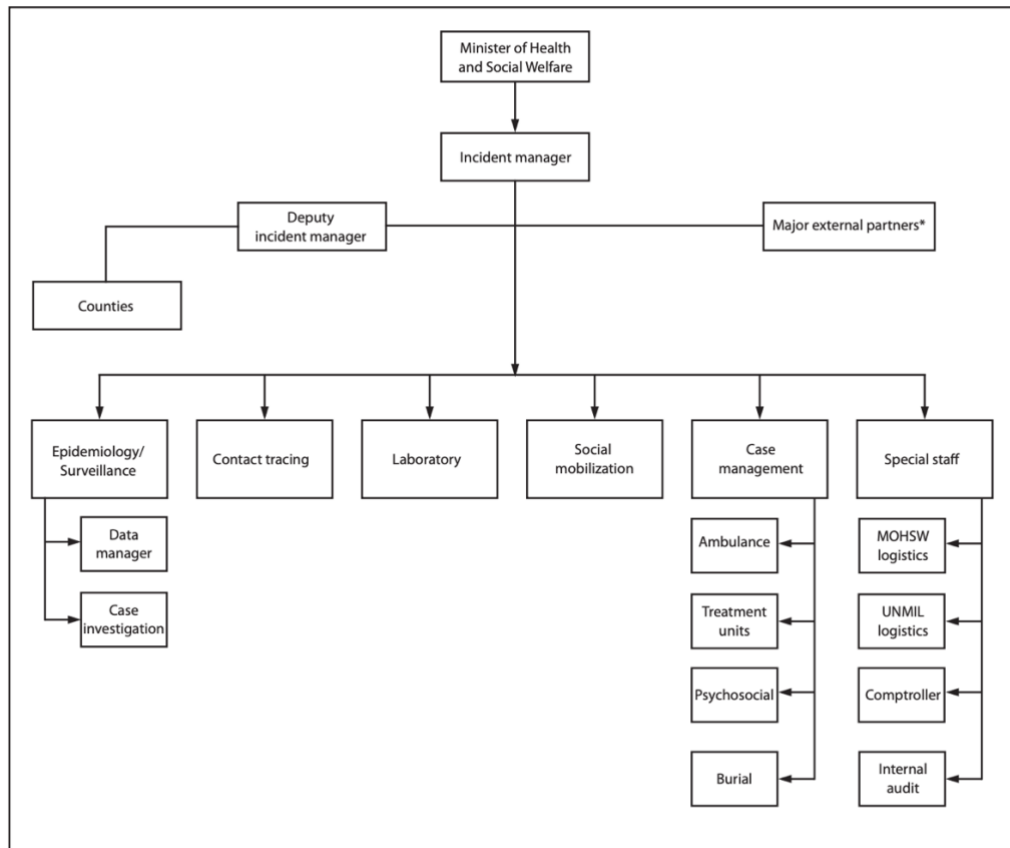 Minister of Health
and Social Welfare
Incident manager
Deputy
incident manager
Major external partners*
Counties
Epidemiology/
Surveillance
Contact tracing
Laboratory
Social
mobilization
Case
management
Special staff
Data
manager
Case
investigation
Ambulance
Treatment
units
Psychosocial
Burial
MOHSW
logistics
UNMIL
logistics
Comptroller
Internal
audit